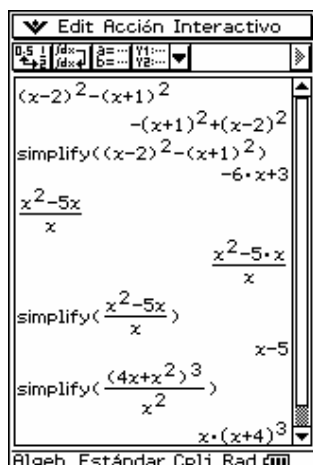 Edit Acción Interactivo
(x-2)²-(x+1)²
-(x+1)²+(x-2)²
simplify((x-2)²-(x+1)²)
-6·x+3
x²-5x
x
x²-5·x
x
simplify(x²-5x/x)
x-5
simplify((4x+x²)³/x²)
x·(x+4)³
Algeb Estándar Cplj Rad